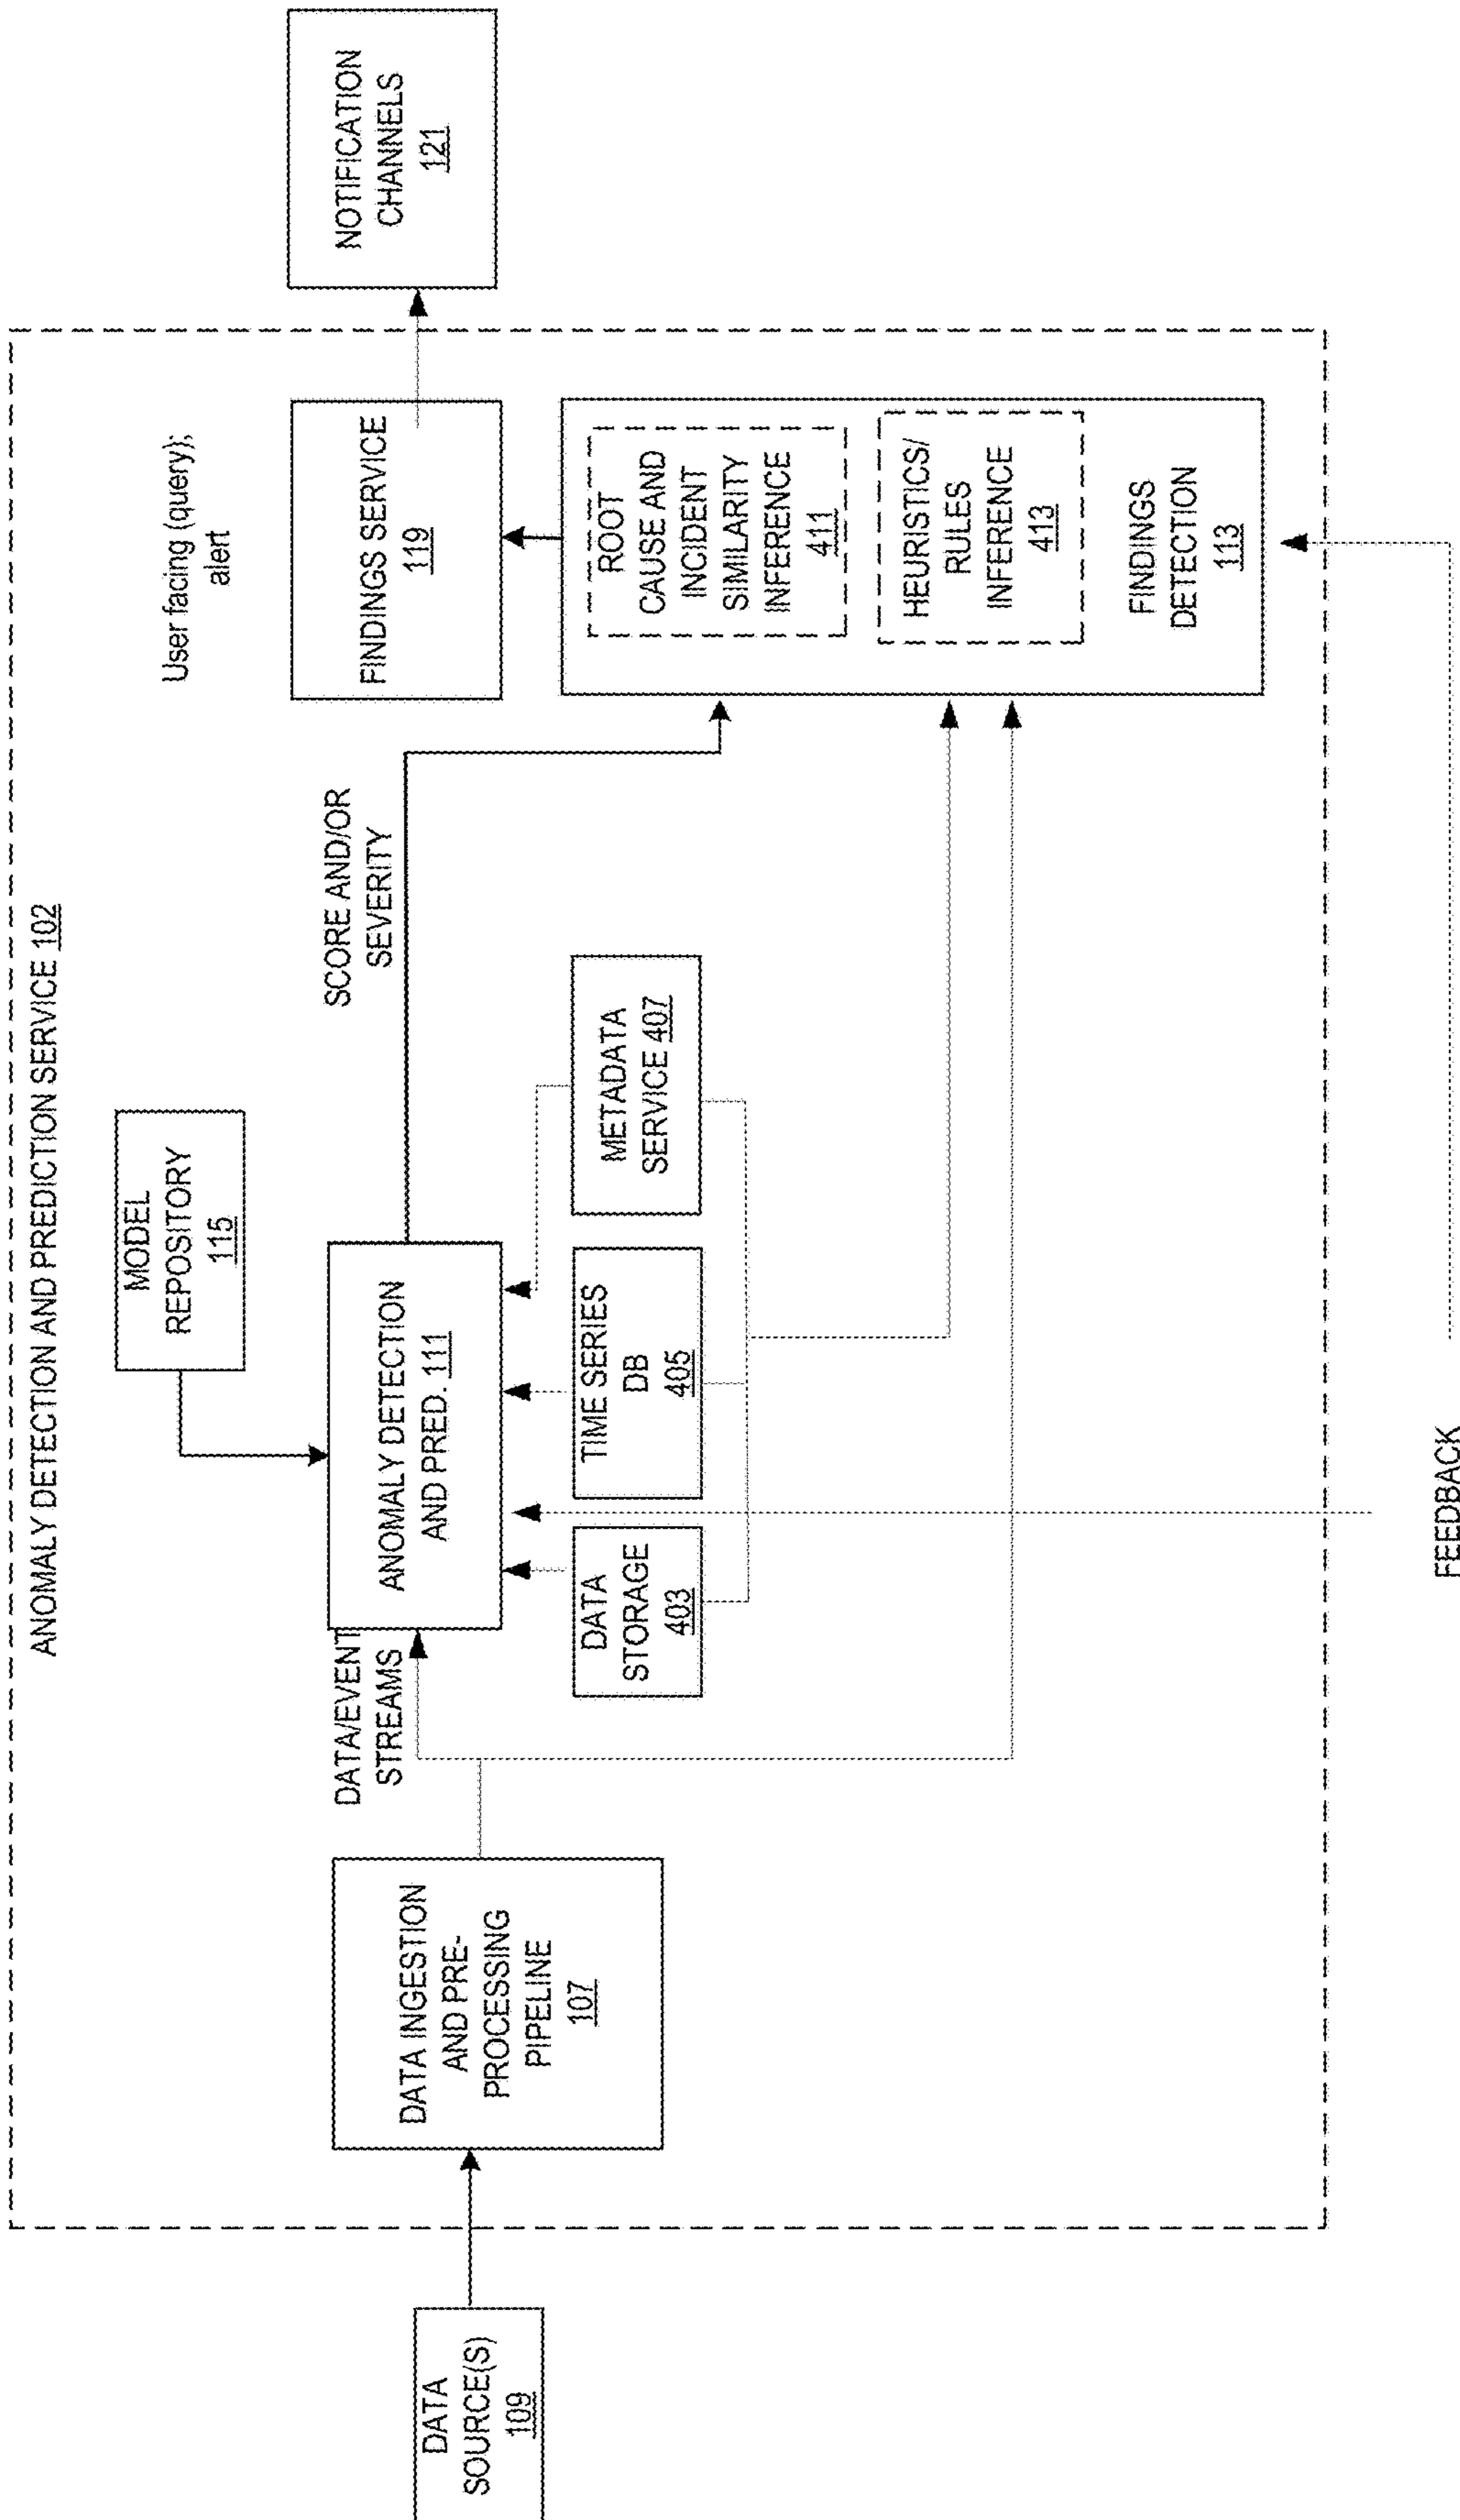 ANOMALY DETECTION AND PREDICTION SERVICE 102
DATA
SOURCE(S)
109
DATA INGESTION
AND PRE-
PROCESSING
PIPELINE
107
DATA/EVENT
STREAMS
MODEL
REPOSITORY
115
ANOMALY DETECTION
AND PRED. 111
DATA
STORAGE
403
TIME SERIES
DB
405
METADATA
SERVICE 407
SCORE AND/OR
SEVERITY
User facing (query);
alert
FINDINGS SERVICE
119
NOTIFICATION
CHANNELS
121
ROOT
CAUSE AND
INCIDENT
SIMILARITY
INFERENCE
411
HEURISTICS/
RULES
INFERENCE
413
FINDINGS
DETECTION
113
FEEDBACK